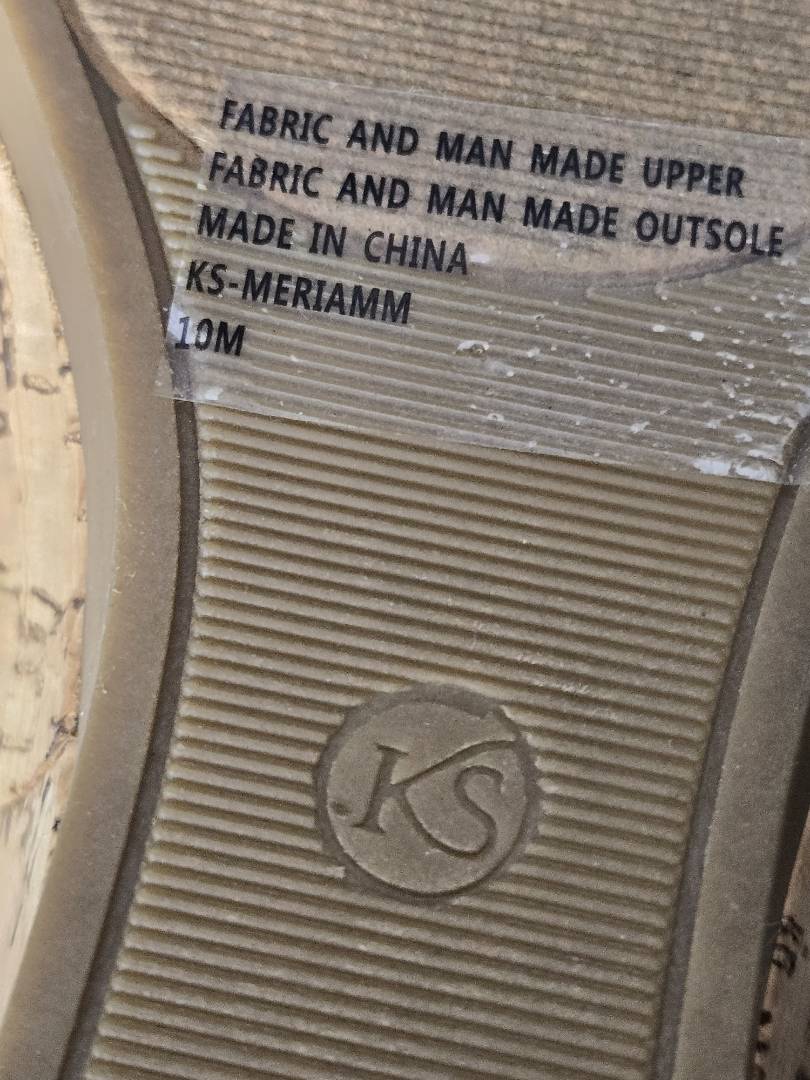 FABRIC AND MAN MADE UPPER
FABRIC AND MAN MADE OUTSOLE
MADE IN CHINA
KS-MERIAMM
10M
KS